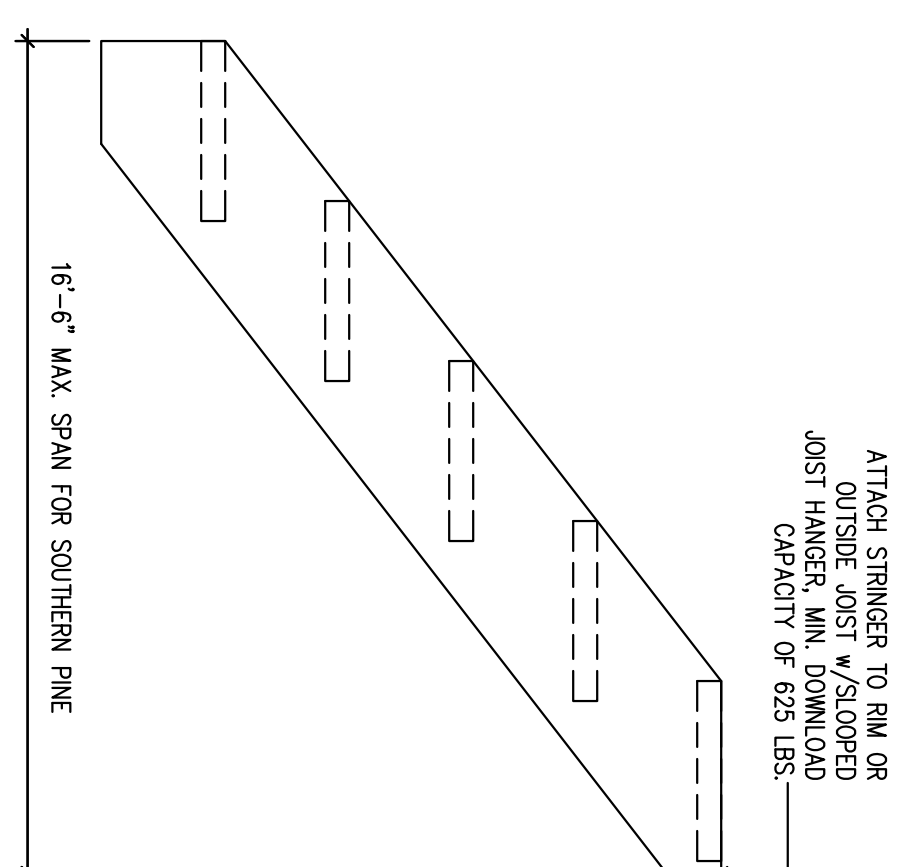 ATTACH STRINGER TO RIM OR
OUTSIDE JOIST w/SLOOPED
JOIST HANGER, MIN. DOWNLOAD
CAPACITY OF 625 LBS.
16'-6" MAX. SPAN FOR SOUTHERN PINE